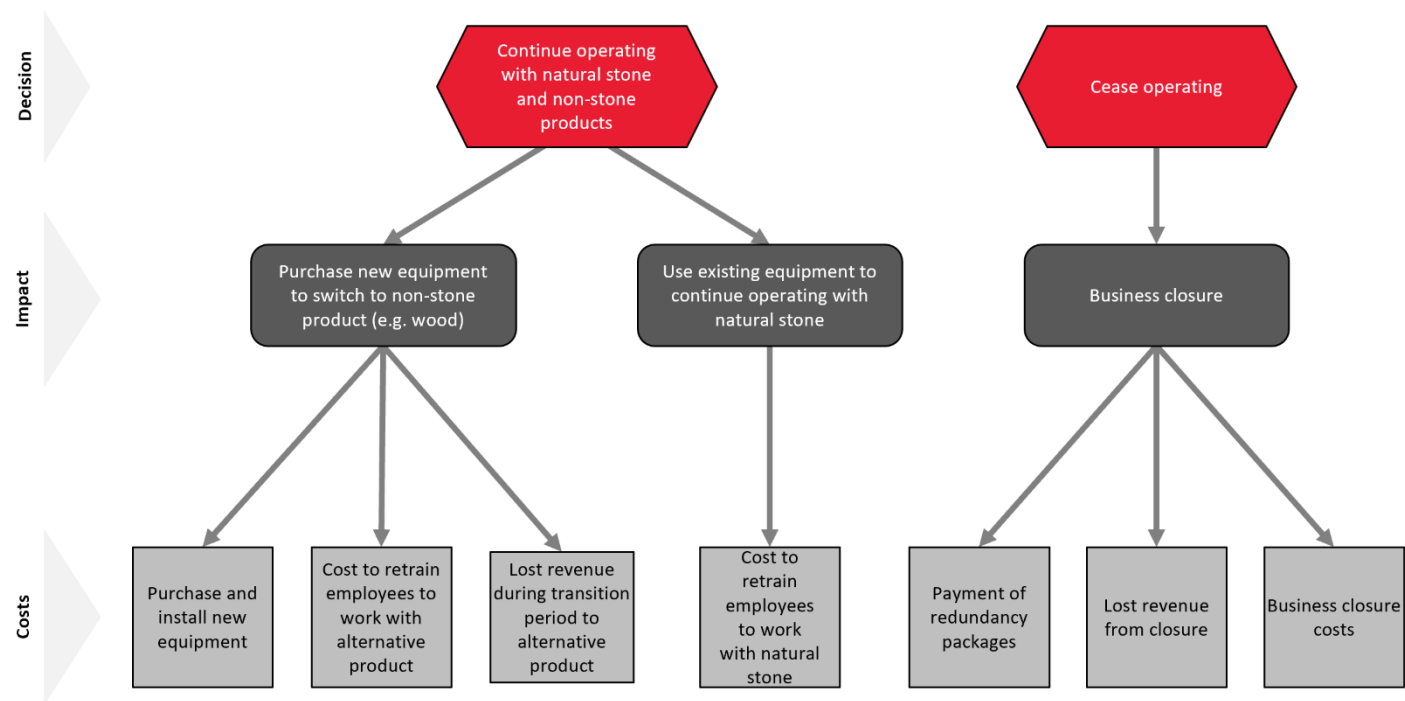 Decision
Continue operating
with natural stone
and non-stone
products
Cease operating
Impact
Purchase new equipment
to switch to non-stone
product (e.g. wood)
Use existing equipment to
continue operating with
natural stone
Business closure
Costs
Purchase and
install new
equipment
Cost to retrain
employees to
work with
alternative
product
Lost revenue
during transition
period to
alternative
product
Cost to
retrain
employees
to work
with natural
stone
Payment of
redundancy
packages
Lost revenue
from closure
Business closure
costs